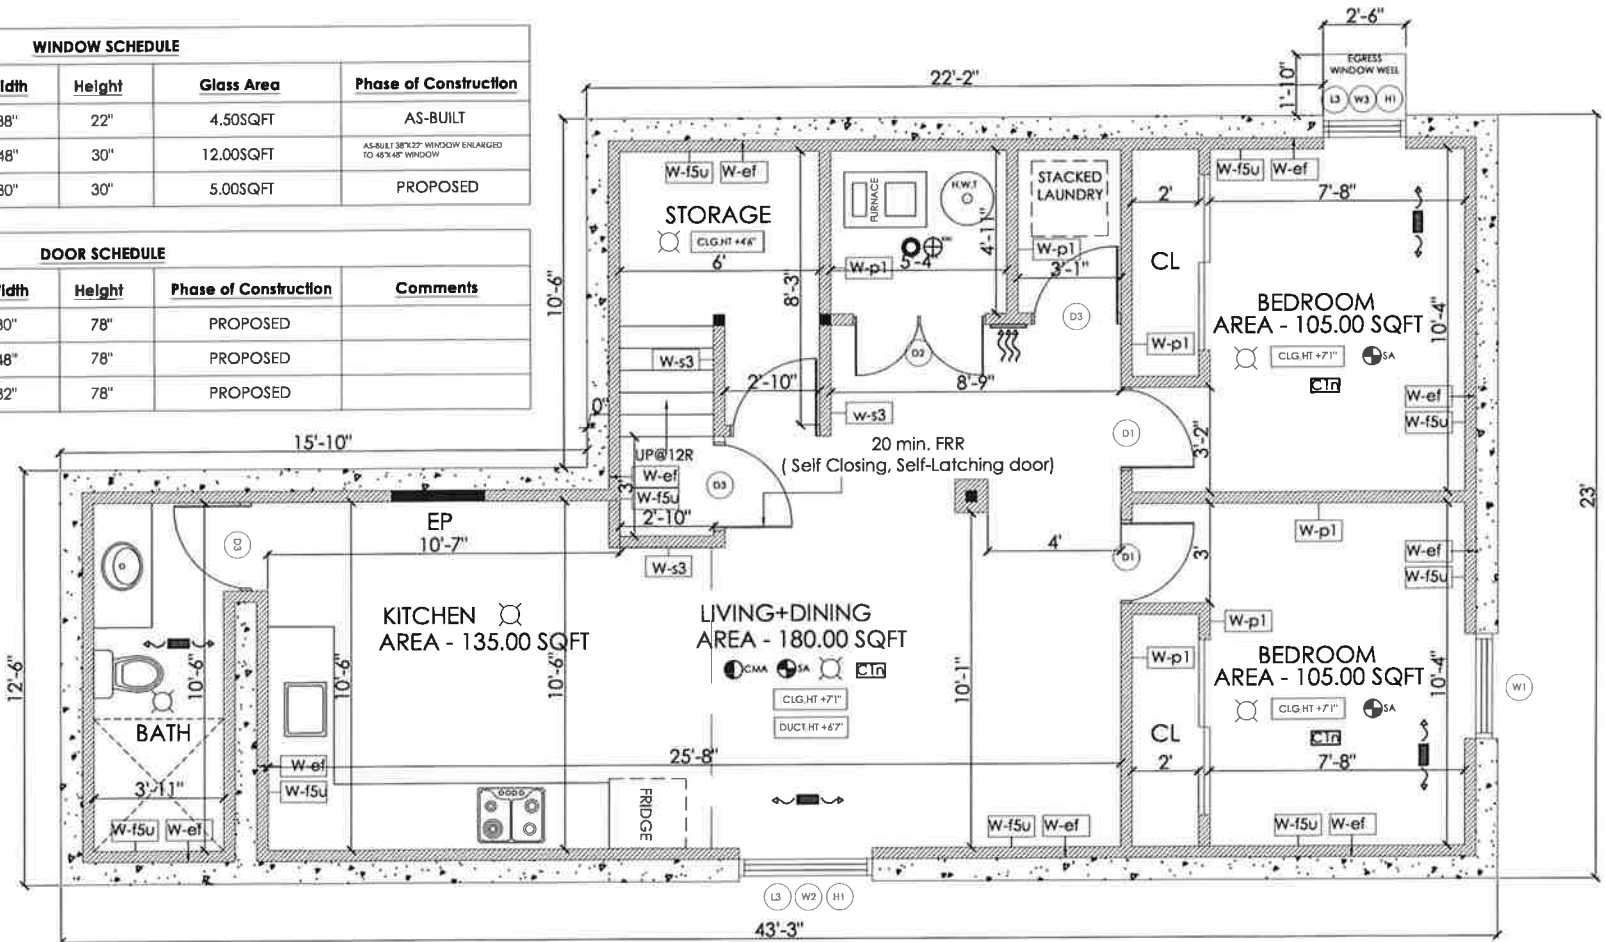 WINDOW SCHEDULE
idth Height Glass Area Phase of Construction
38" 22" 4.50SQFT AS-BUILT
48" 30" 12.00SQFT AS-BUILT 38"X22" WINDOW ENLARGED
TO 48"X48" WINDOW
30" 30" 5.00SQFT PROPOSED
DOOR SCHEDULE
idth Height Phase of Construction Comments
30" 78" PROPOSED
48" 78" PROPOSED
32" 78" PROPOSED
2'-6"
EGRESS
WINDOW WELL
1'-10"
L3 W3 H1
22'-2"
10'-6"
W-f5u W-ef
STORAGE
CLG.HT +4'6"
6'
8'-3"
FURNACE
H.W.T
W-p1 5'-4"
4'-11"
STACKED
LAUNDRY
W-p1
3'-1"
D3
D2
2'
CL
W-p1
W-f5u W-ef
7'-8"
BEDROOM
AREA - 105.00 SQFT
CLG.HT +7'1" SA
CTn
10'-4"
W-ef
W-f5u
W-s3
2'-10"
8'-9"
W-s3
0"
UP@12R
W-ef
W-f5u
3'
2'-10"
D3
W-s3
20 min. FRR
( Self Closing, Self-Latching door)
D1
3'-2"
23'
15'-10"
12'-6"
D3
EP
10'-7"
KITCHEN
AREA - 135.00 SQFT
10'-6"
10'-6"
10'-6"
BATH
3'-11"
W-f5u W-ef
W-ef
W-f5u
FRIDGE
LIVING+DINING
AREA - 180.00 SQFT
CMA SA CTn
CLG.HT +7'1"
DUCT.HT +6'7"
25'-8"
10'-1"
4'
D1
3'
W-f5u W-ef
W-p1
W-ef
W-f5u
W-p1
W-p1
BEDROOM
AREA - 105.00 SQFT
CLG.HT +7'1" SA
CTn
10'-4"
CL
2'
7'-8"
W-f5u W-ef
W1
L3 W2 H1
43'-3"